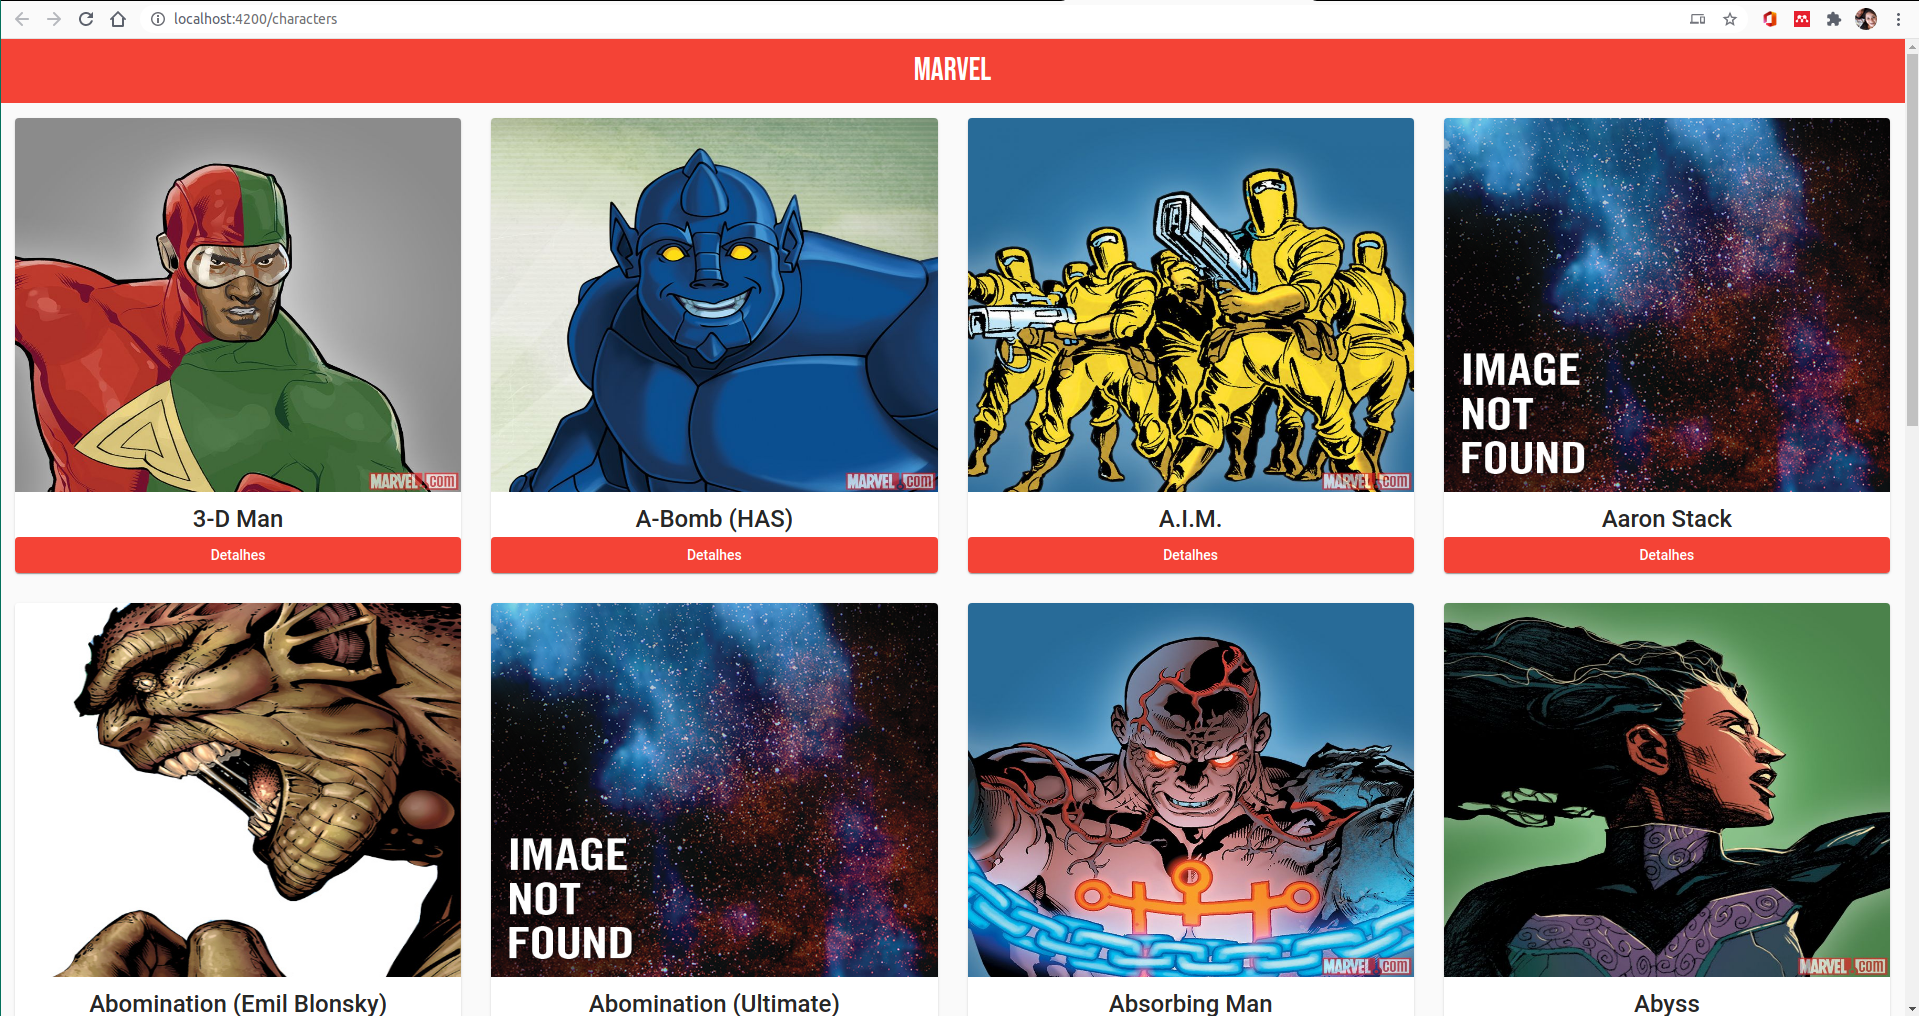 localhost:4200/characters
MARVEL
MARVEL.com
MARVEL.com
MARVEL.com
IMAGE
NOT
FOUND
3-D Man
A-Bomb (HAS)
A.I.M.
Aaron Stack
Detalhes
Detalhes
Detalhes
Detalhes
IMAGE
NOT
FOUND
MARVEL.com
MARVEL.com
Abomination (Emil Blonsky)
Abomination (Ultimate)
Absorbing Man
Abyss